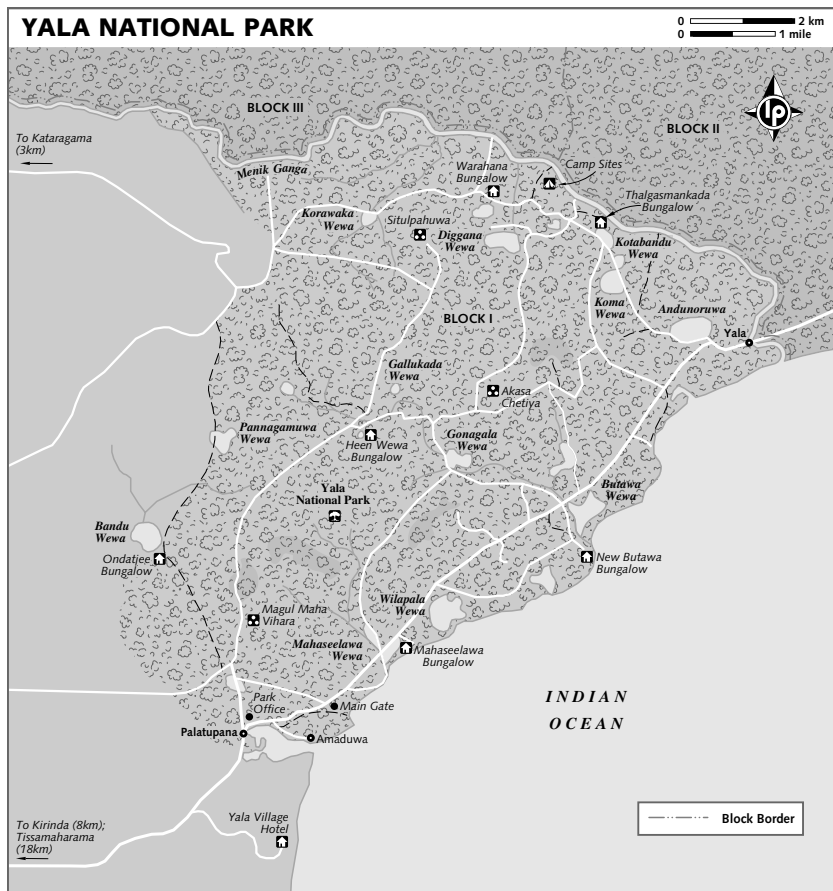 YALA NATIONAL PARK
0 2 km
0 1 mile
BLOCK III
lp
BLOCK II
To Kataragama
(3km)
Menik Ganga
Warahana
Bungalow
Camp Sites
Thalgasmankada
Bungalow
Korawaka
Wewa
Situlpahuwa
Diggana
Wewa
Kotabandu
Wewa
Koma
Wewa
Andunoruwa
BLOCK I
Yala
Gallukada
Wewa
Akasa
Chetiya
Pannagamuwa
Wewa
Heen Wewa
Bungalow
Gonagala
Wewa
Yala
National Park
Butawa
Wewa
Bandu
Wewa
Ondatjee
Bungalow
New Butawa
Bungalow
Magul Maha
Vihara
Wilapala
Wewa
Mahaseelawa
Wewa
Mahaseelawa
Bungalow
INDIAN
OCEAN
Park
Office
Main Gate
Palatupana
Amaduwa
Yala Village
Hotel
To Kirinda (8km);
Tissamaharama
(18km)
Block Border